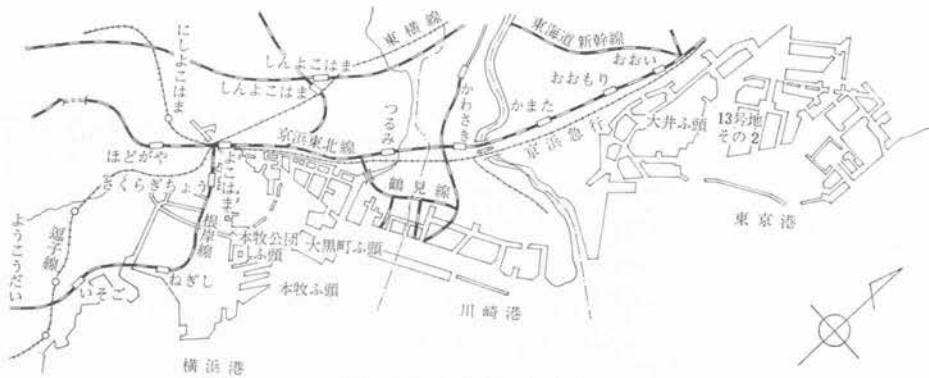 東海道新幹線
東横線
にしよこはま
しんよこはま
しんよこはま
おおい
おおもり
かまた
かわさき
つるみ
京浜急行
大井ふ頭
13号地
その2
京浜東北線
ほどがや
よこはま
さくらぎちょう
鶴見線
東京港
ようこうだい
逗子線
根岸線
本牧公団
ふ頭
大黒町ふ頭
いそご
ねぎし
本牧ふ頭
川崎港
横浜港